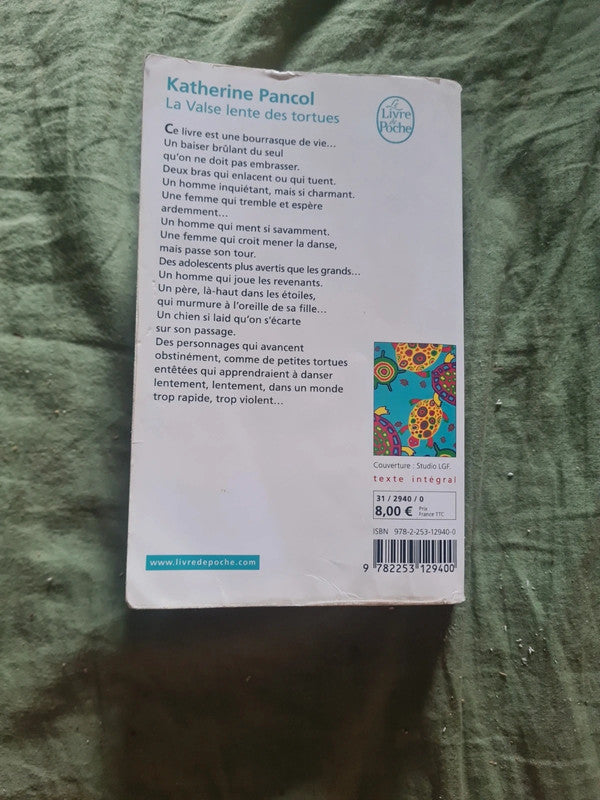 Katherine Pancol
La Valse lente des tortues
Le
Livre
de
Poche
Ce livre est une bourrasque de vie...
Un baiser brûlant du seul
qu'on ne doit pas embrasser.
Deux bras qui enlacent ou qui tuent.
Un homme inquiétant, mais si charmant.
Une femme qui tremble et espère
ardemment...
Un homme qui ment si savamment.
Une femme qui croit mener la danse,
mais passe son tour.
Des adolescents plus avertis que les grands...
Un homme qui joue les revenants.
Un père, là-haut dans les étoiles,
qui murmure à l'oreille de sa fille...
Un chien si laid qu'on s'écarte
sur son passage.
Des personnages qui avancent
obstinément, comme de petites tortues
entêtées qui apprendraient à danser
lentement, lentement, dans un monde
trop rapide, trop violent...
Couverture : Studio LGF.
texte intégral
31 / 2940 / 0
8,00 € Prix
France TTC
ISBN 978-2-253-12940-0
9 782253 129400
www.livredepoche.com